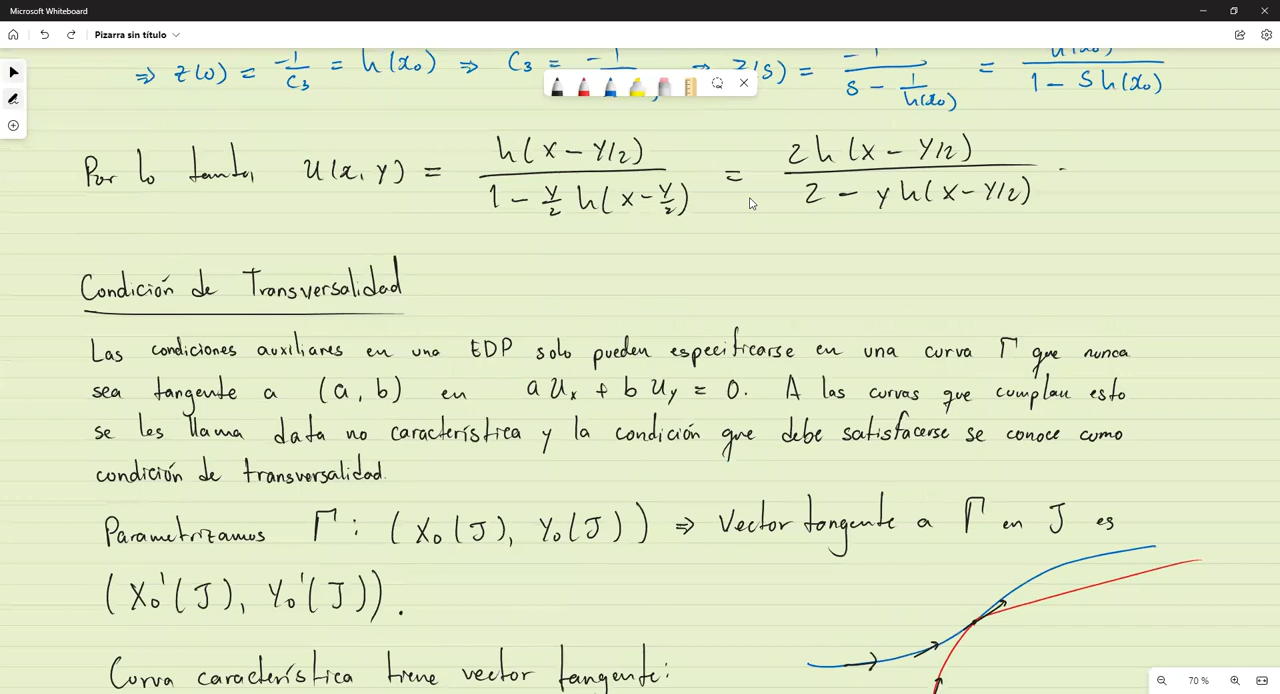 Microsoft Whiteboard
Pizarra sin título
⇒ z(0) = -1/C₃ = h(x₀) ⇒ C₃ = -1 ⇒ z(s) = -1/(s - 1/h(x₀)) = h(x₀)/(1 - s h(x₀))
Por lo tanto, u(x, y) = h(x - y/2)/(1 - y/2 h(x - y/2)) = 2h(x - y/2)/(2 - y h(x - y/2))
Condición de Transversalidad
Las condiciones auxiliares en una EDP solo pueden especificarse en una curva Γ que nunca
sea tangente a (a, b) en a uₓ + b u_y = 0. A las curvas que cumplan esto
se les llama data no característica y la condición que debe satisfacerse se conoce como
condición de transversalidad.
Parametrizamos Γ: (X₀(J), Y₀(J)) ⇒ Vector tangente a Γ en J es
(X₀'(J), Y₀'(J)).
Curva característica tiene vector tangente:
70 %